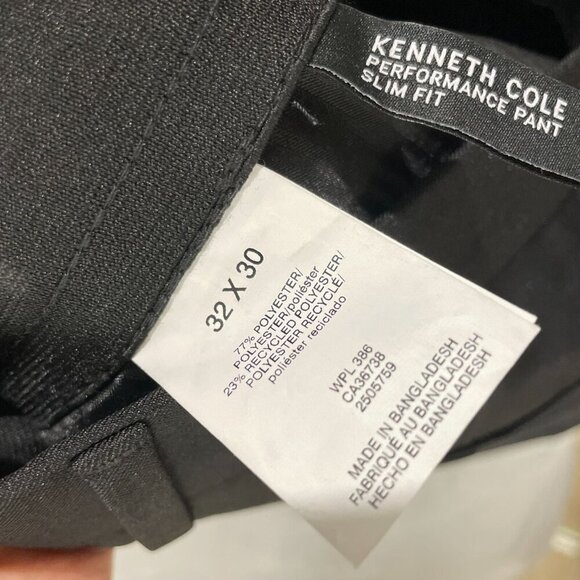 KENNETH COLE
PERFORMANCE PANT
SLIM FIT
32 X 30
77% POLYESTER/
POLYESTER/poliéster
23% RECYCLED POLYESTER/
POLYESTER RECYCLÉ/
poliéster reciclado
WPL 386
CA36738
2505759
MADE IN BANGLADESH
FABRIQUÉ AU BANGLADESH
HECHO EN BANGLADESH